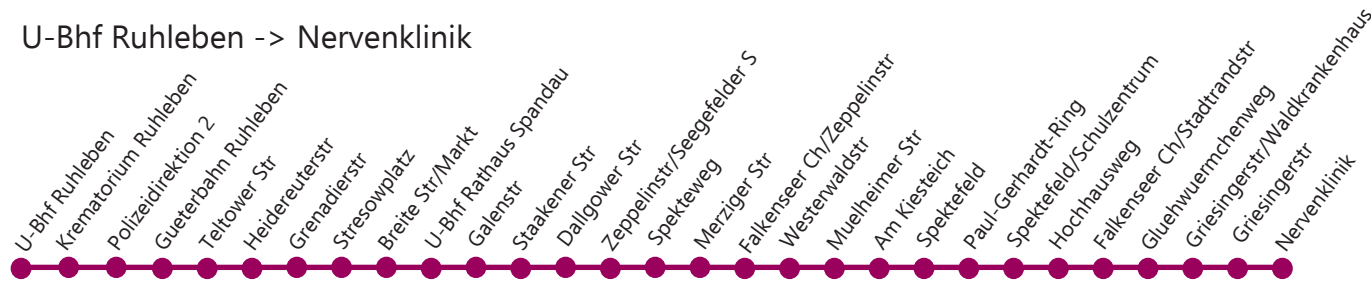 U-Bhf Ruhleben -> Nervenklinik
U-Bhf Ruhleben
Krematorium Ruhleben
Polizeidirektion 2
Gueterbahn Ruhleben
Teltower Str
Heidereuterstr
Grenadierstr
Stresowplatz
Breite Str/Markt
U-Bhf Rathaus Spandau
Galenstr
Staakener Str
Dallgower Str
Zeppelinstr/Seegefelder S
Spekteweg
Merziger Str
Falkenseer Ch/Zeppelinstr
Westerwaldstr
Muelheimer Str
Am Kiesteich
Spektefeld
Paul-Gerhardt-Ring
Spektefeld/Schulzentrum
Hochhausweg
Falkenseer Ch/Stadtrandstr
Gluehwuermchenweg
Griesingerstr/Waldkrankenhaus
Griesingerstr
Nervenklinik